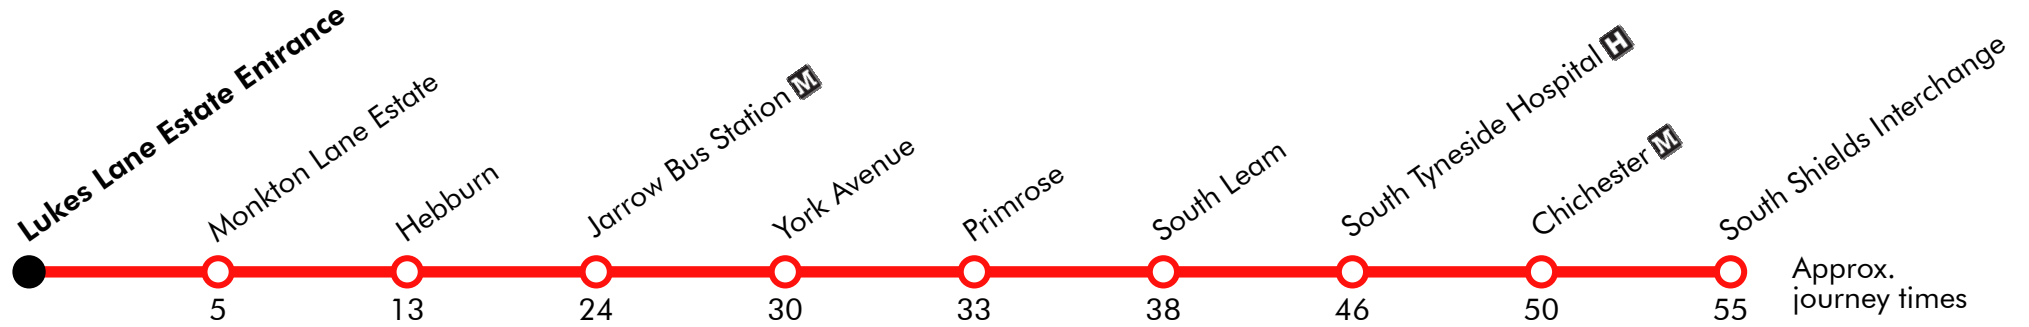 Lukes Lane Estate Entrance
Monkton Lane Estate
Hebburn
Jarrow Bus Station M
York Avenue
Primrose
South Leam
South Tyneside Hospital H
Chichester M
South Shields Interchange
5 13 24 30 33 38 46 50 55
Approx.
journey times